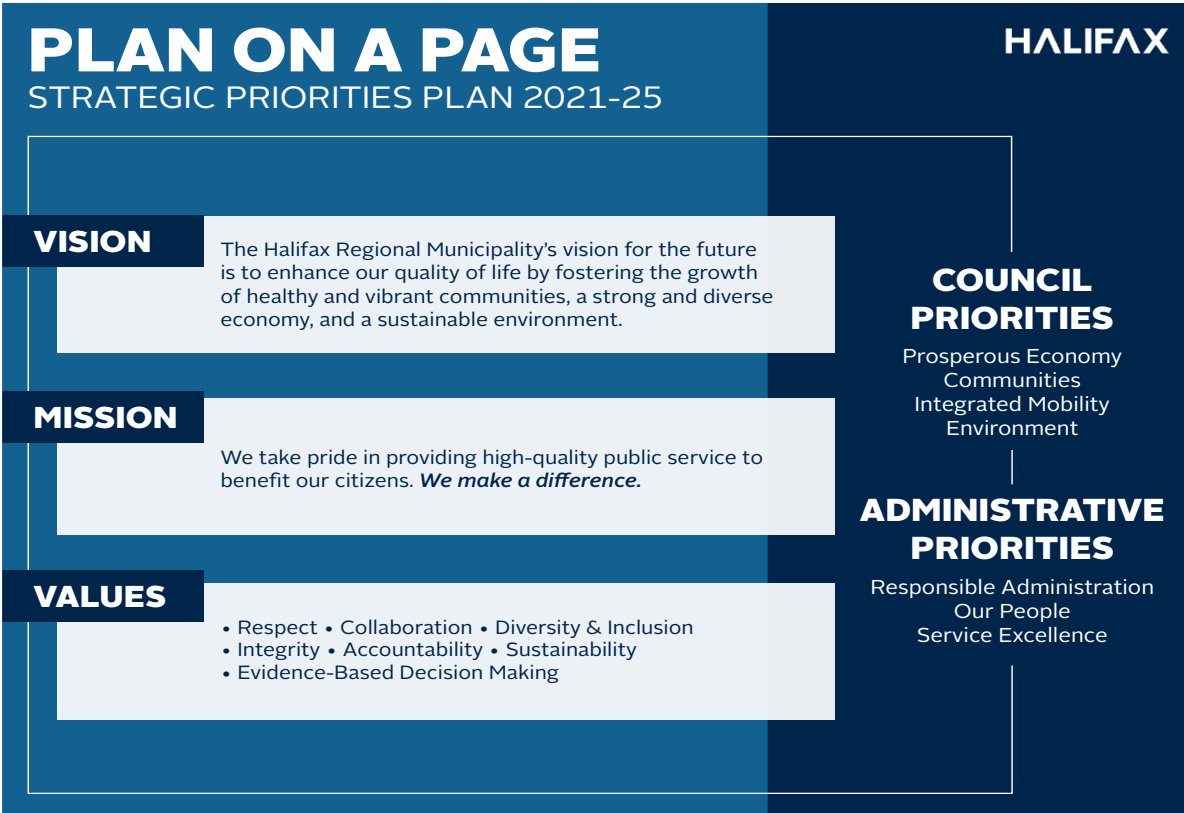 PLAN ON A PAGE
STRATEGIC PRIORITIES PLAN 2021-25
HALIFAX
VISION
The Halifax Regional Municipality's vision for the future
is to enhance our quality of life by fostering the growth
of healthy and vibrant communities, a strong and diverse
economy, and a sustainable environment.
MISSION
We take pride in providing high-quality public service to
benefit our citizens. We make a difference.
VALUES
• Respect • Collaboration • Diversity & Inclusion
• Integrity • Accountability • Sustainability
• Evidence-Based Decision Making
COUNCIL
PRIORITIES
Prosperous Economy
Communities
Integrated Mobility
Environment
ADMINISTRATIVE
PRIORITIES
Responsible Administration
Our People
Service Excellence